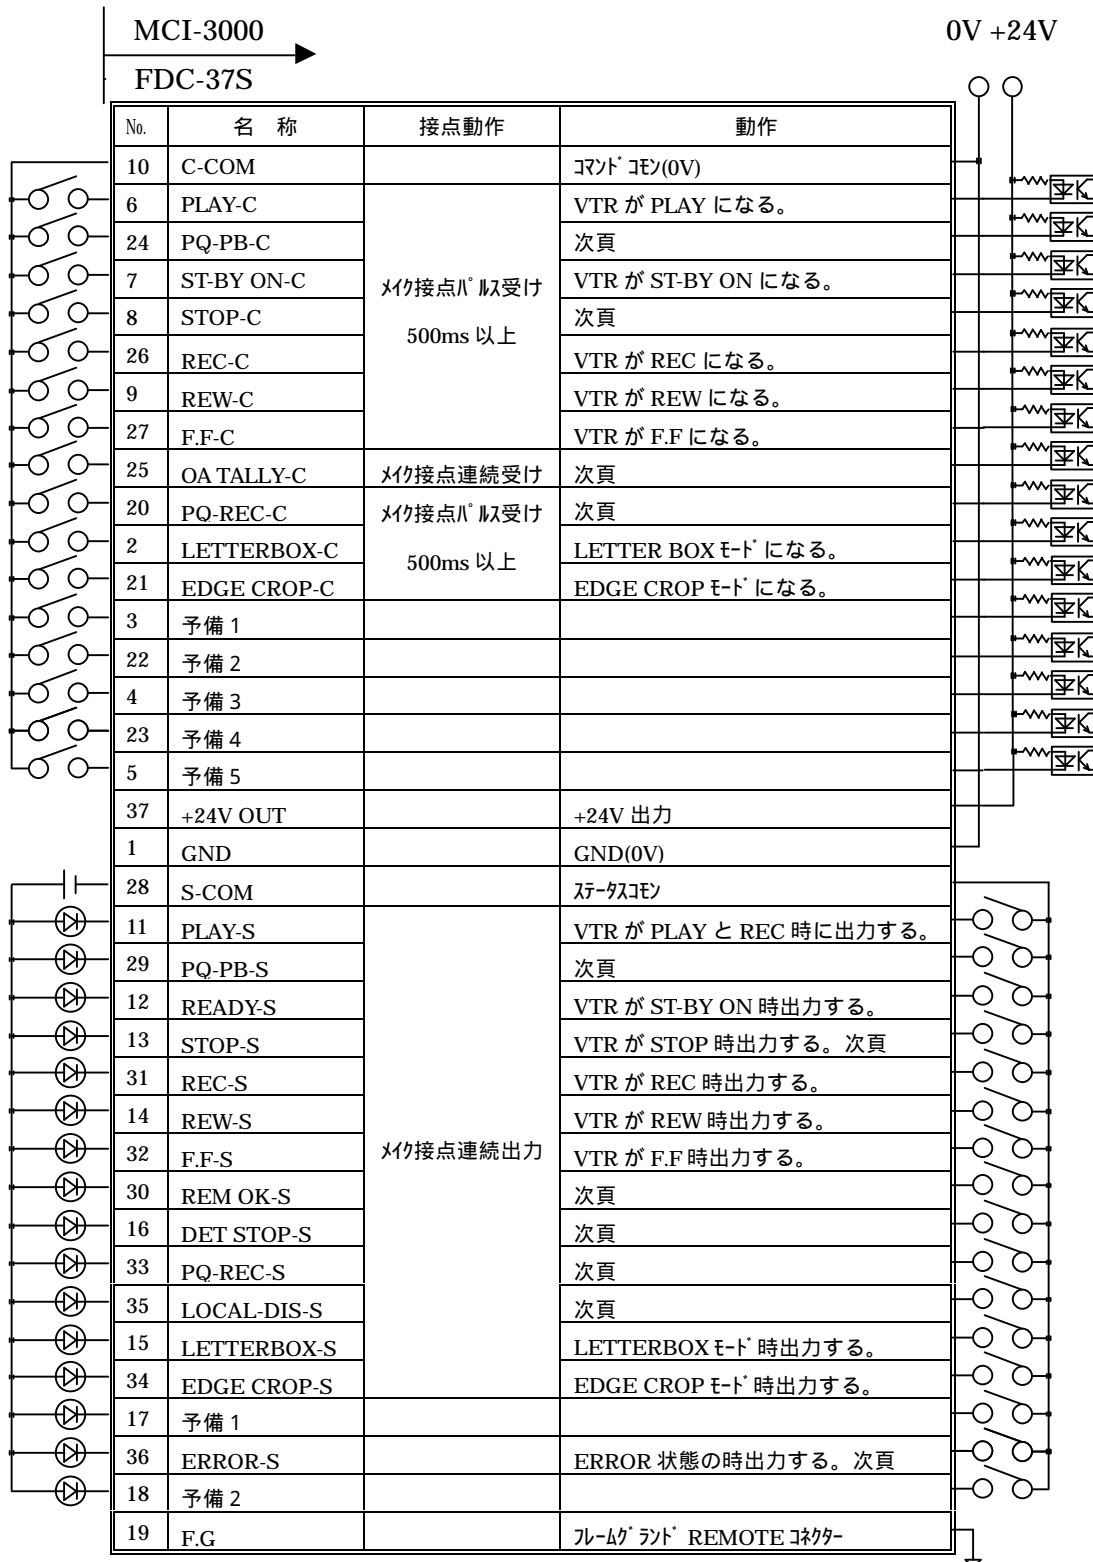 MCI-3000
0V +24V
FDC-37S
№ 名 称 接点動作 動作
10 C-COM ｺﾏﾝﾄﾞｺﾓﾝ(0V)
6 PLAY-C VTR が PLAY になる。
24 PQ-PB-C 次頁
7 ST-BY ON-C ﾒｲｸ接点ﾊﾟﾙｽ受け VTR が ST-BY ON になる。
8 STOP-C 500ms 以上 次頁
26 REC-C VTR が REC になる。
9 REW-C VTR が REW になる。
27 F.F-C VTR が F.F になる。
25 OA TALLY-C ﾒｲｸ接点連続受け 次頁
20 PQ-REC-C ﾒｲｸ接点ﾊﾟﾙｽ受け 次頁
2 LETTERBOX-C 500ms 以上 LETTER BOX ﾓｰﾄﾞになる。
21 EDGE CROP-C EDGE CROP ﾓｰﾄﾞになる。
3 予備 1
22 予備 2
4 予備 3
23 予備 4
5 予備 5
37 +24V OUT +24V 出力
1 GND GND(0V)
28 S-COM ｽﾃｰﾀｽｺﾓﾝ
11 PLAY-S VTR が PLAY と REC 時に出力する。
29 PQ-PB-S 次頁
12 READY-S VTR が ST-BY ON 時出力する。
13 STOP-S VTR が STOP 時出力する。次頁
31 REC-S VTR が REC 時出力する。
14 REW-S VTR が REW 時出力する。
32 F.F-S ﾒｲｸ接点連続出力 VTR が F.F 時出力する。
30 REM OK-S 次頁
16 DET STOP-S 次頁
33 PQ-REC-S 次頁
35 LOCAL-DIS-S 次頁
15 LETTERBOX-S LETTERBOX ﾓｰﾄﾞ時出力する。
34 EDGE CROP-S EDGE CROP ﾓｰﾄﾞ時出力する。
17 予備 1
36 ERROR-S ERROR 状態の時出力する。次頁
18 予備 2
19 F.G ﾌﾚｰﾑｸﾞﾗﾝﾄﾞ REMOTE ｺﾈｸﾀｰ